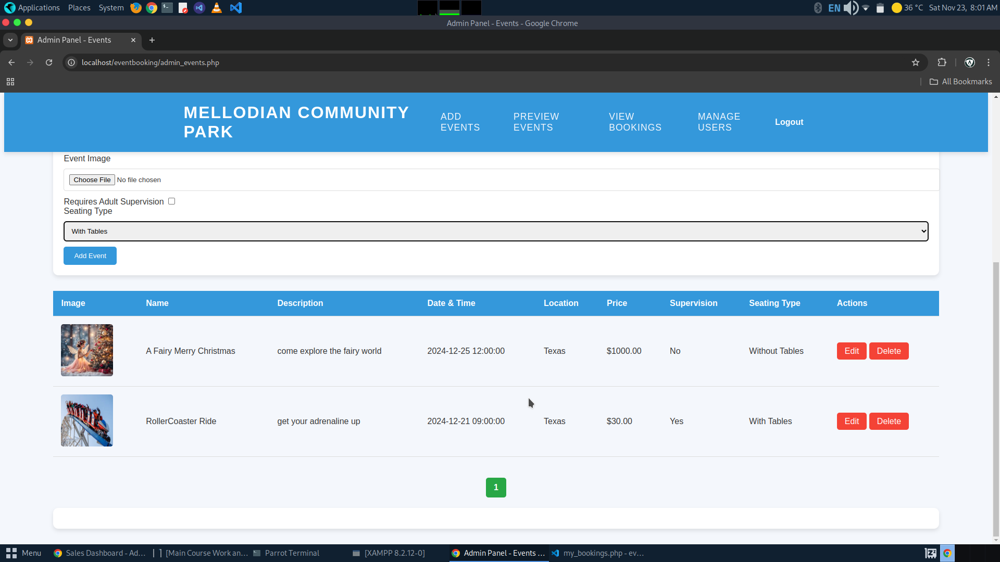 Applications Places System EN 36 °C Sat Nov 23, 8:01 AM
Admin Panel - Events - Google Chrome
Admin Panel - Events
localhost/eventbooking/admin_events.php
All Bookmarks
MELLODIAN COMMUNITY
PARK
ADD
EVENTS
PREVIEW
EVENTS
VIEW
BOOKINGS
MANAGE
USERS
Logout
Event Image
Choose File No file chosen
Requires Adult Supervision
Seating Type
With Tables
Add Event
Image Name Description Date & Time Location Price Supervision Seating Type Actions
A Fairy Merry Christmas come explore the fairy world 2024-12-25 12:00:00 Texas $1000.00 No Without Tables Edit Delete
RollerCoaster Ride get your adrenaline up 2024-12-21 09:00:00 Texas $30.00 Yes With Tables Edit Delete
1
Menu Sales Dashboard - Ad... [Main Course Work an... Parrot Terminal [XAMPP 8.2.12-0] Admin Panel - Events ... my_bookings.php - ev...